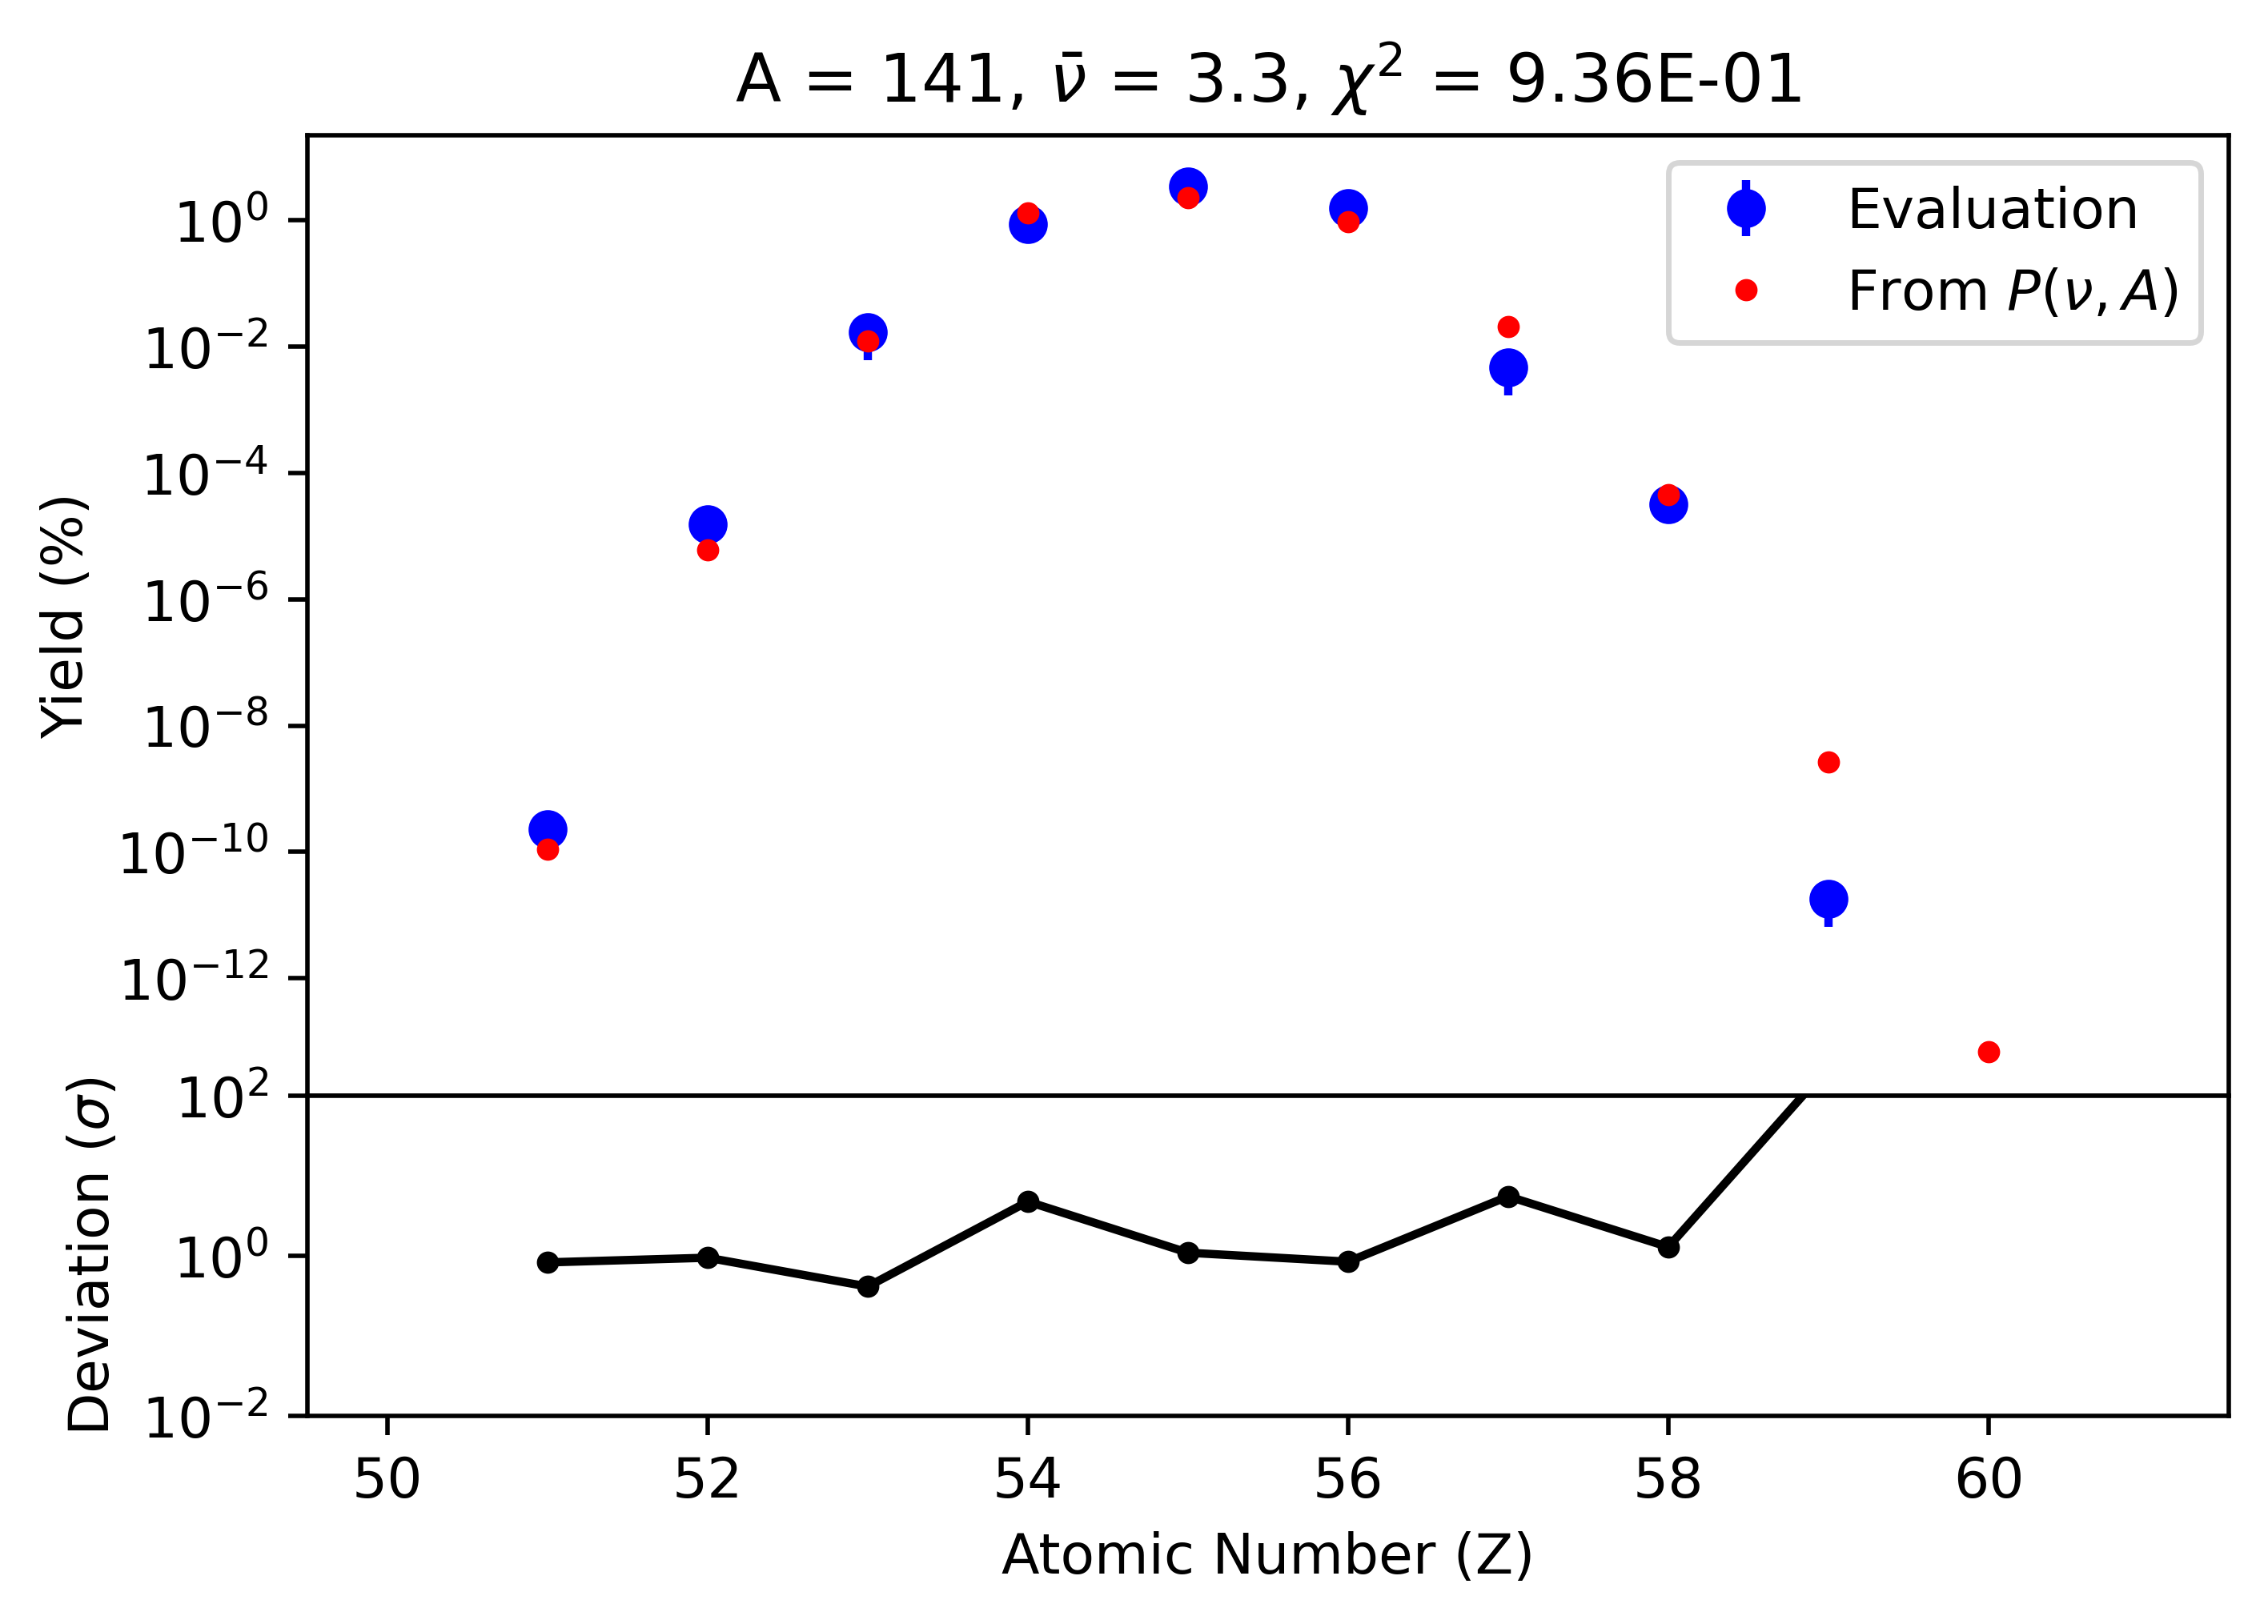 A = 141, ν̄ = 3.3, χ² = 9.36E-01
Evaluation
From P(ν, A)
Yield (%)
10⁰
10⁻²
10⁻⁴
10⁻⁶
10⁻⁸
10⁻¹⁰
10⁻¹²
Deviation (σ)
10²
10⁰
10⁻²
50 52 54 56 58 60
Atomic Number (Z)